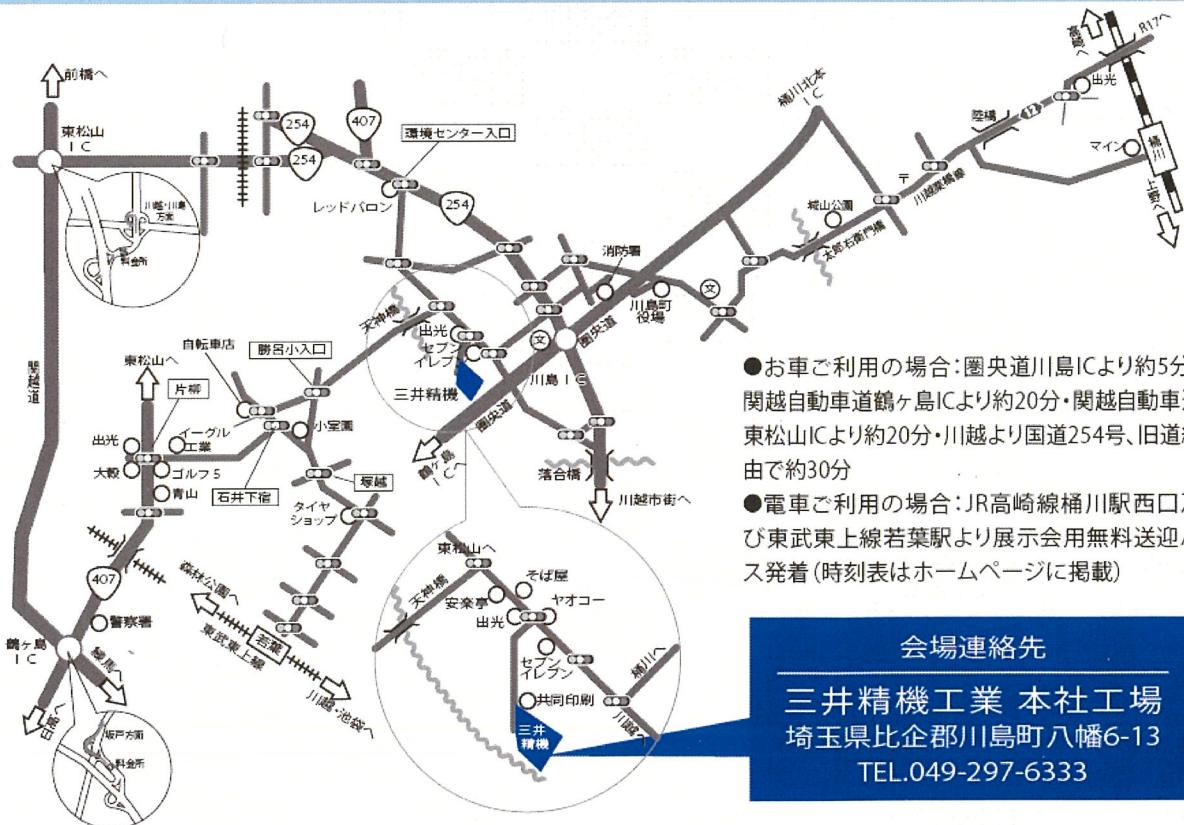 前橋へ
東松山
IC
254
407
254
環境センター入口
レッドバロン
254
川越・川島
方面
料金所
関越道
桶川北本
IC
高崎へ
R17へ
出光
12
陸橋
マイン
桶川
上野へ
〒
川越栗橋線
城山公園
太郎右衛門橋
消防署
川島町
役場
文
文
圏央道
川島IC
天神橋
出光
セブン
イレブン
三井精機
圏央道
鶴ヶ島
ICへ
落合橋
川越市街へ
自転車店
勝呂小入口
東松山へ
片柳
出光
イーグル
工業
小室園
大穀
ゴルフ5
青山
石井下宿
塚越
タイヤ
ショップ
407
警察署
鶴ヶ島
IC
練馬へ
日高へ
坂戸方面
料金所
森林公園へ
東武東上線
若葉
川越・池袋へ
東松山へ
天神橋
そば屋
安楽亭
ヤオコー
出光
セブン
イレブン
桶川へ
共同印刷
川越へ
三井
精機
●お車ご利用の場合:圏央道川島ICより約5分
関越自動車道鶴ヶ島ICより約20分・関越自動車
東松山ICより約20分・川越より国道254号、旧道
由で約30分
●電車ご利用の場合:JR高崎線桶川駅西口
び東武東上線若葉駅より展示会用無料送迎
ス発着(時刻表はホームページに掲載)
会場連絡先
三井精機工業 本社工場
埼玉県比企郡川島町八幡6-13
TEL.049-297-6333